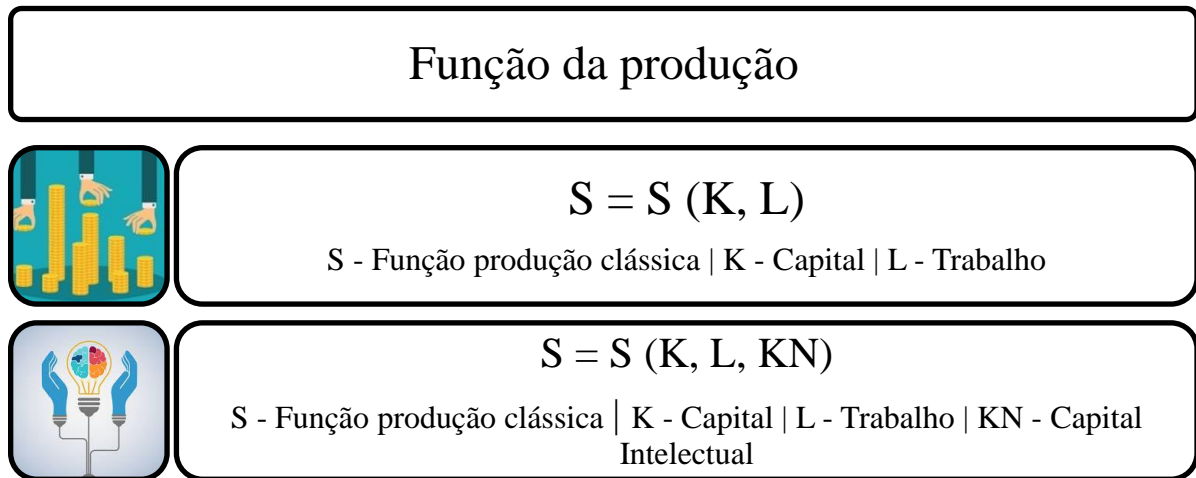 Função da produção
S = S (K, L)
S - Função produção clássica | K - Capital | L - Trabalho
S = S (K, L, KN)
S - Função produção clássica | K - Capital | L - Trabalho | KN - Capital
Intelectual